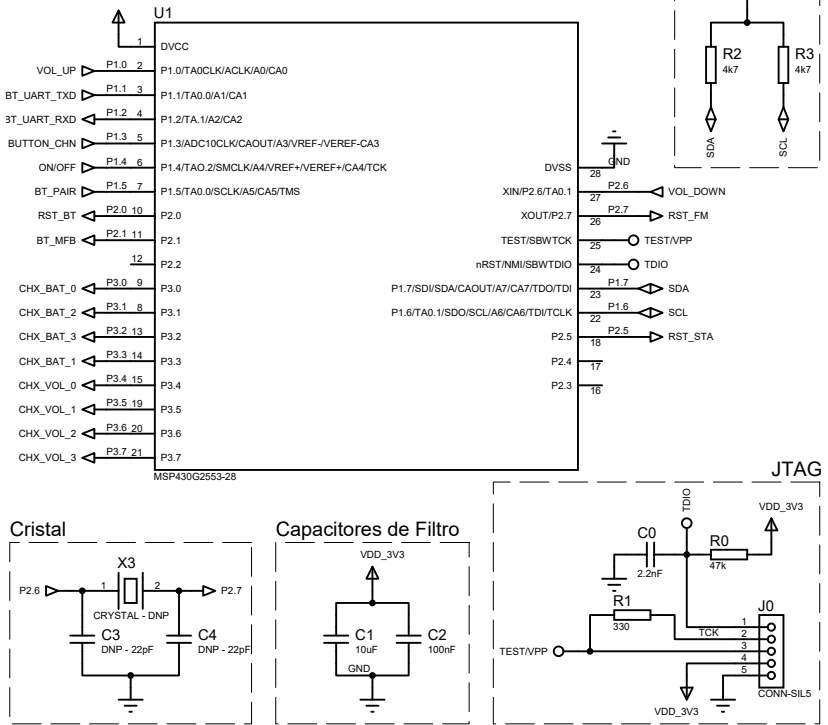 U1
1 DVCC
VOL_UP P1.0 2 P1.0/TA0CLK/ACLK/A0/CA0
BT_UART_TXD P1.1 3 P1.1/TA0.0/A1/CA1
BT_UART_RXD P1.2 4 P1.2/TA.1/A2/CA2
BUTTON_CHN P1.3 5 P1.3/ADC10CLK/CAOUT/A3/VREF-/VEREF-CA3
ON/OFF P1.4 6 P1.4/TAO.2/SMCLK/A4/VREF+/VEREF+/CA4/TCK
BT_PAIR P1.5 7 P1.5/TA0.0/SCLK/A5/CA5/TMS
RST_BT P2.0 10 P2.0
BT_MFB P2.1 11 P2.1
12 P2.2
CHX_BAT_0 P3.0 9 P3.0
CHX_BAT_2 P3.1 8 P3.1
CHX_BAT_3 P3.2 13 P3.2
CHX_BAT_1 P3.3 14 P3.3
CHX_VOL_0 P3.4 15 P3.4
CHX_VOL_1 P3.5 19 P3.5
CHX_VOL_2 P3.6 20 P3.6
CHX_VOL_3 P3.7 21 P3.7
MSP430G2553-28
DVSS 28 GND
XIN/P2.6/TA0.1 27 P2.6 VOL_DOWN
XOUT/P2.7 26 P2.7 RST_FM
TEST/SBWTCK 25 TEST/VPP
nRST/NMI/SBWTDIO 24 TDIO
P1.7/SDI/SDA/CAOUT/A7/CA7/TDO/TDI 23 P1.7 SDA
P1.6/TA0.1/SDO/SCL/A6/CA6/TDI/TCLK 22 P1.6 SCL
P2.5 18 P2.5 RST_STA
P2.4 17
P2.3 16
R2
4k7
R3
4k7
SDA
SCL
Cristal
X3
P2.6 1 2 P2.7
CRYSTAL - DNP
C3
DNP - 22pF
C4
DNP - 22pF
Capacitores de Filtro
VDD_3V3
C1
10uF
C2
100nF
GND
JTAG
TDIO
VDD_3V3
C0
2.2nF
R0
47k
R1
330
J0
1
TCK 2
TEST/VPP 3
4
5
VDD_3V3
CONN-SIL5